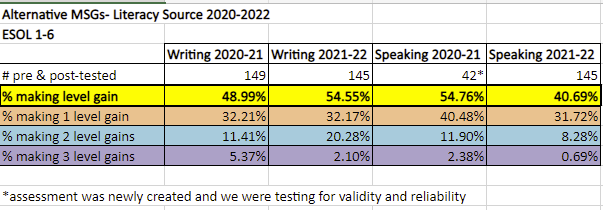 Alternative MSGs- Literacy Source 2020-2022
ESOL 1-6
Writing 2020-21 Writing 2021-22 Speaking 2020-21 Speaking 2021-22
# pre & post-tested 149 145 42* 145
% making level gain 48.99% 54.55% 54.76% 40.69%
% making 1 level gain 32.21% 32.17% 40.48% 31.72%
% making 2 level gains 11.41% 20.28% 11.90% 8.28%
% making 3 level gains 5.37% 2.10% 2.38% 0.69%
*assessment was newly created and we were testing for validity and reliability